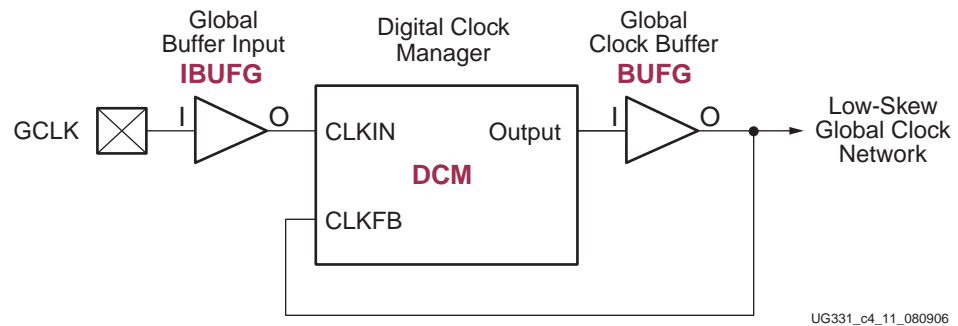 Global
Buffer Input
IBUFG
Digital Clock
Manager
Global
Clock Buffer
BUFG
GCLK
I
O
CLKIN
Output
I
O
Low-Skew
Global Clock
Network
DCM
CLKFB
UG331_c4_11_080906